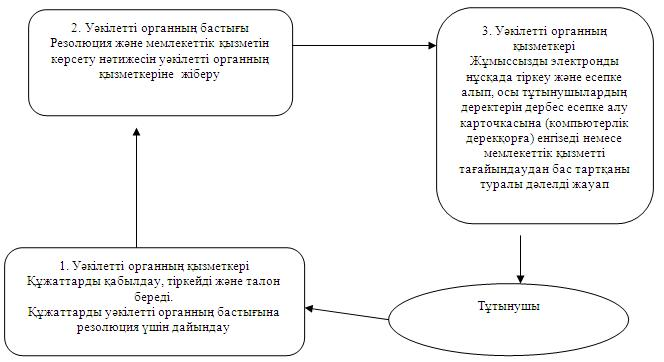 2. Уәкілетті органның бастығы
Резолюция және мемлекеттік қызметін
көрсету нәтижесін уәкілетті органның
қызметкеріне жіберу
3. Уәкілетті органның
қызметкері
Жұмыссызды электронды
нұсқада тіркеу және есепке
алып, осы тұтынушылардың
деректерін дербес есепке алу
карточкасына (компьютерлік
дерекқорға) енгізеді немесе
мемлекеттік қызметті
тағайындаудан бас тартқаны
туралы дәлелді жауап
1. Уәкілетті органның қызметкері
Құжаттарды қабылдау, тіркейді және талон
береді.
Құжаттарды уәкілетті органның бастығына
резолюция үшін дайындау
Тұтынушы